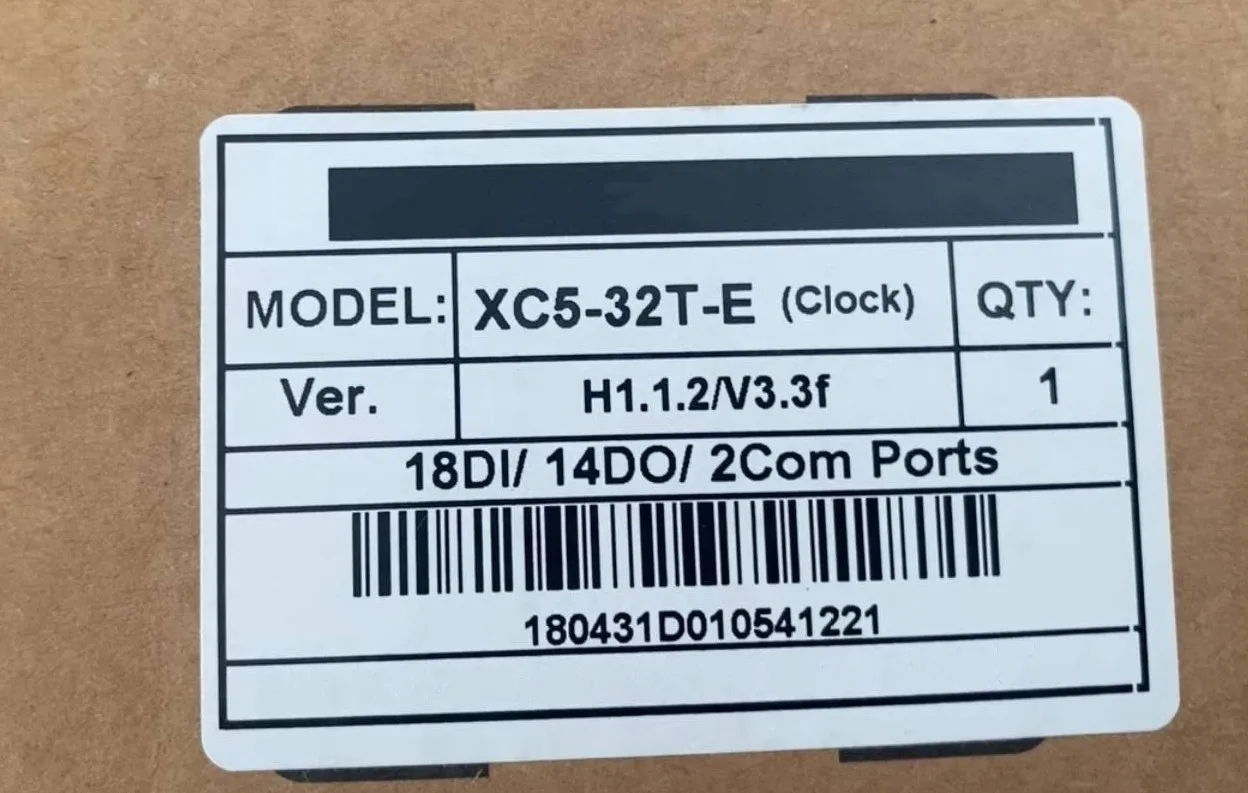 MODEL: XC5-32T-E (Clock) QTY:
Ver. H1.1.2/V3.3f 1
18DI/ 14DO/ 2Com Ports
180431D010541221